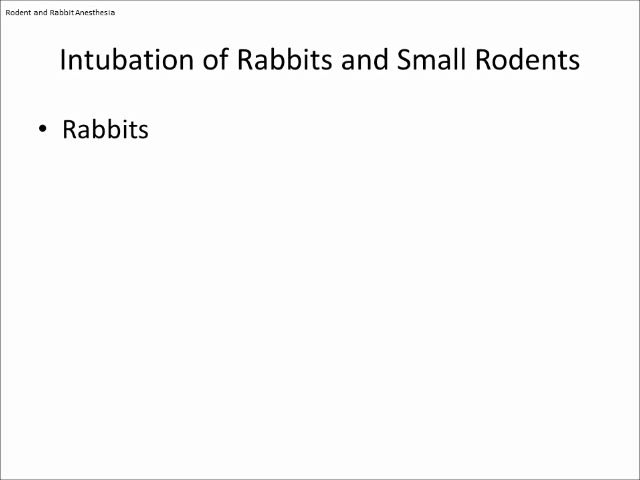 Rodent and Rabbit Anesthesia
Intubation of Rabbits and Small Rodents
• Rabbits